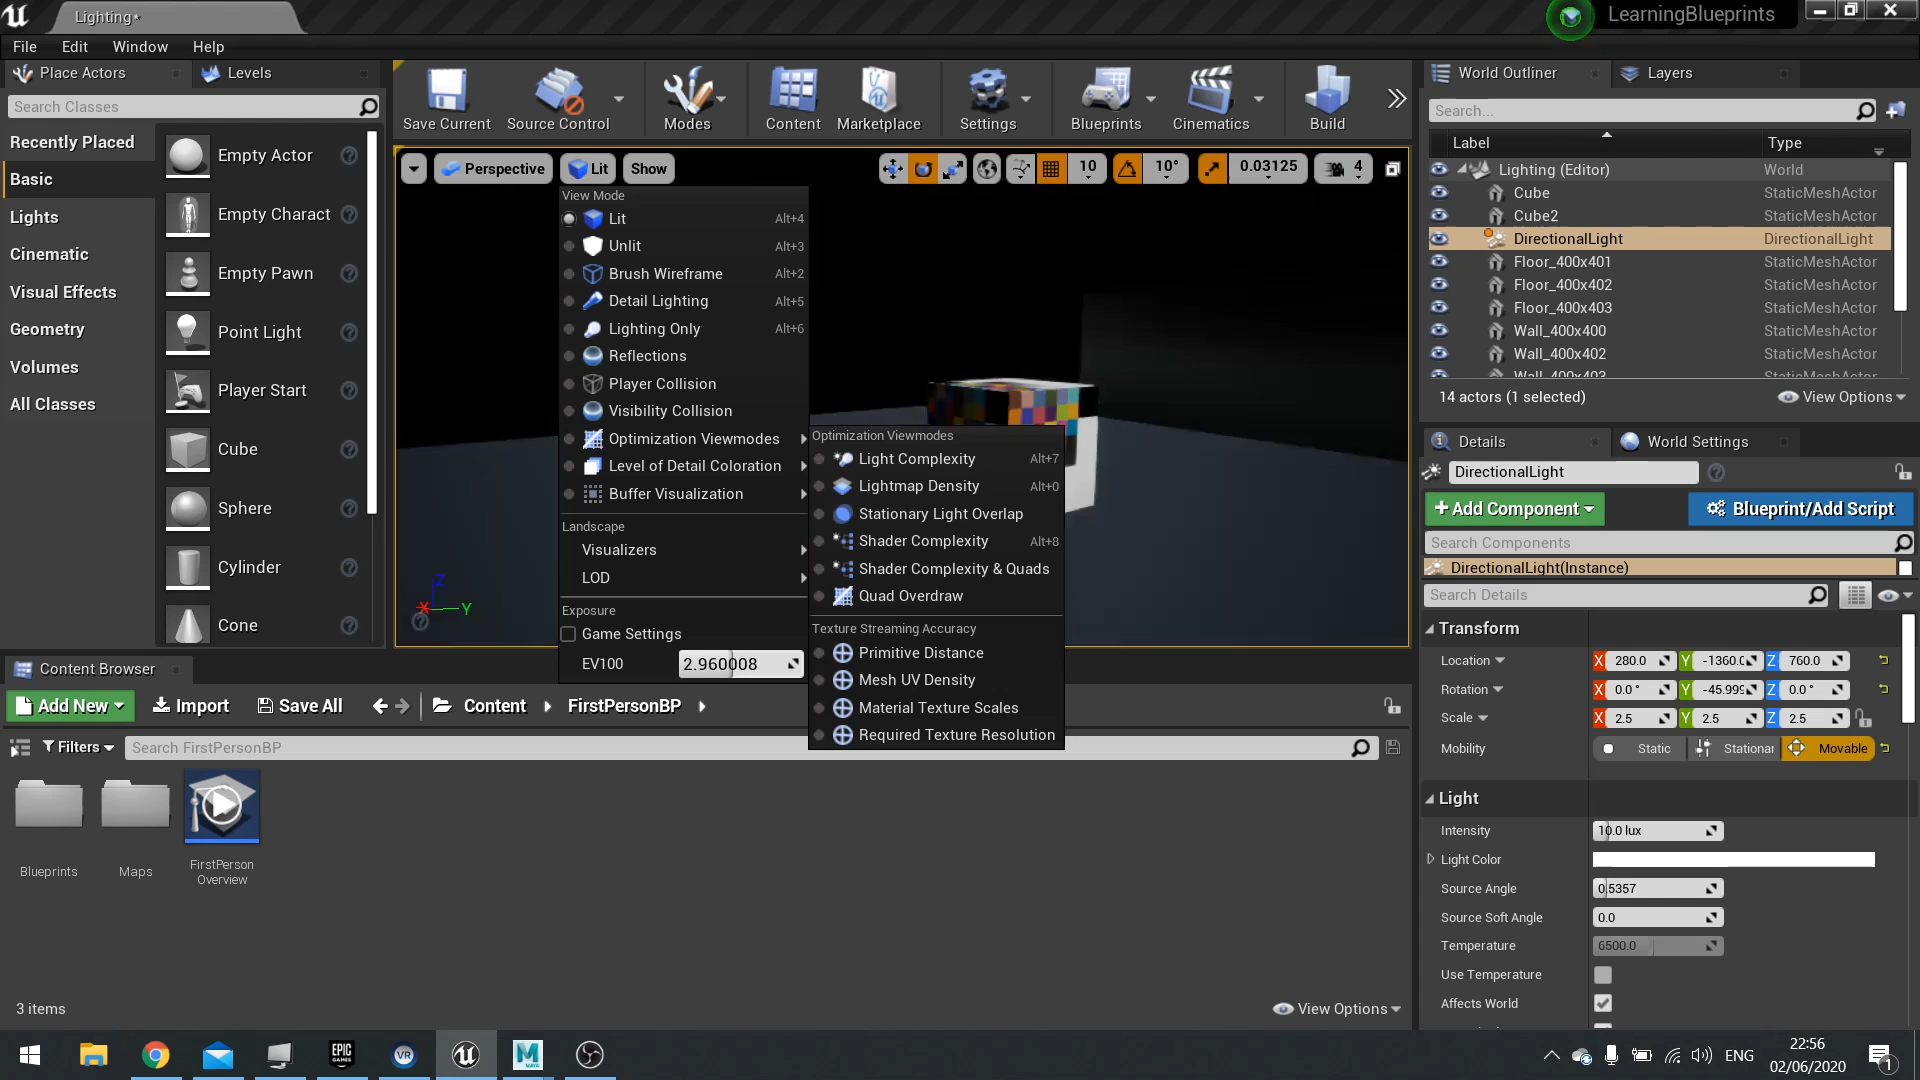 Lighting*
LearningBlueprints
File Edit Window Help
Place Actors
Levels
Search Classes
Recently Placed
Basic
Lights
Cinematic
Visual Effects
Geometry
Volumes
All Classes
Empty Actor
Empty Charact
Empty Pawn
Point Light
Player Start
Cube
Sphere
Cylinder
Cone
Save Current
Source Control
Modes
Content
Marketplace
Settings
Blueprints
Cinematics
Build
Perspective
Lit
Show
10
10°
0.03125
4
View Mode
Lit Alt+4
Unlit Alt+3
Brush Wireframe Alt+2
Detail Lighting Alt+5
Lighting Only Alt+6
Reflections
Player Collision
Visibility Collision
Optimization Viewmodes
Level of Detail Coloration
Buffer Visualization
Landscape
Visualizers
LOD
Exposure
Game Settings
EV100 2.960008
Optimization Viewmodes
Light Complexity Alt+7
Lightmap Density Alt+0
Stationary Light Overlap
Shader Complexity Alt+8
Shader Complexity & Quads
Quad Overdraw
Texture Streaming Accuracy
Primitive Distance
Mesh UV Density
Material Texture Scales
Required Texture Resolution
Z
X
Y
World Outliner
Layers
Search...
Label Type
Lighting (Editor) World
Cube StaticMeshActor
Cube2 StaticMeshActor
DirectionalLight DirectionalLight
Floor_400x401 StaticMeshActor
Floor_400x402 StaticMeshActor
Floor_400x403 StaticMeshActor
Wall_400x400 StaticMeshActor
Wall_400x402 StaticMeshActor
Wall_400x403 StaticMeshActor
14 actors (1 selected)
View Options
Details
World Settings
DirectionalLight
+Add Component
Blueprint/Add Script
Search Components
DirectionalLight(Instance)
Search Details
Transform
Location X 280.0 Y -1360.0 Z 760.0
Rotation X 0.0 ° Y -45.999 Z 0.0 °
Scale X 2.5 Y 2.5 Z 2.5
Mobility Static Stationar Movable
Light
Intensity 10.0 lux
Light Color
Source Angle 0.5357
Source Soft Angle 0.0
Temperature 6500.0
Use Temperature
Affects World
Content Browser
Add New
Import
Save All
Content
FirstPersonBP
Filters
Search FirstPersonBP
Blueprints
Maps
FirstPerson
Overview
3 items
View Options
EPIC
GAMES
VR
M
MAYA
ENG
22:56
02/06/2020
1